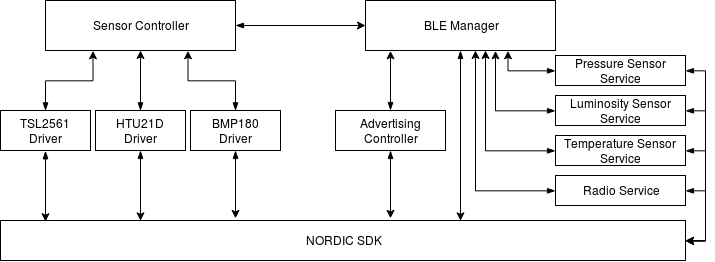 Sensor Controller
BLE Manager
Pressure Sensor
Service
Luminosity Sensor
Service
Temperature Sensor
Service
Radio Service
TSL2561
Driver
HTU21D
Driver
BMP180
Driver
Advertising
Controller
NORDIC SDK